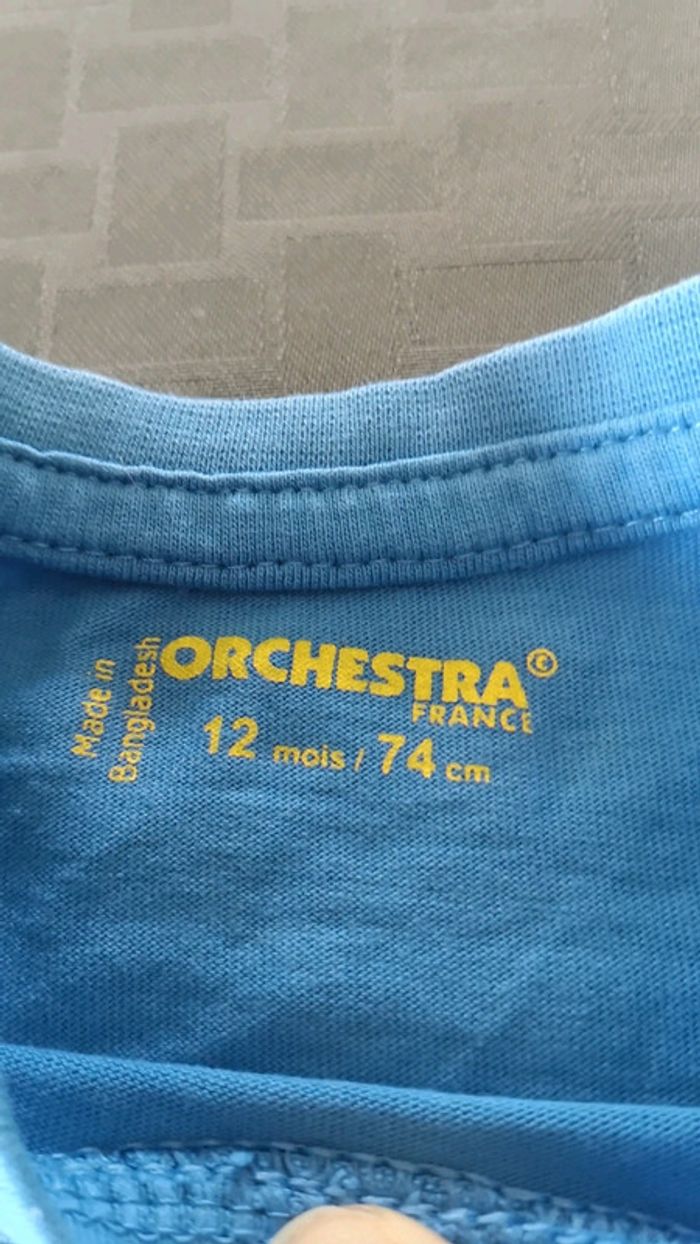 Made in
Bangladesh
ORCHESTRA©
FRANCE
12 mois / 74 cm